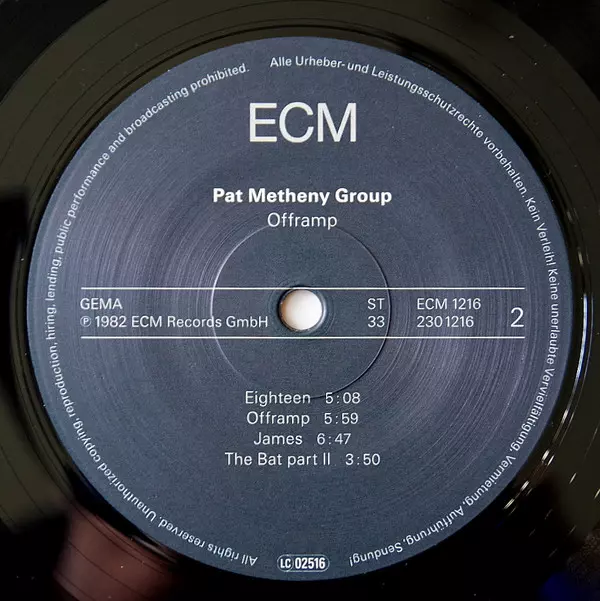 ECM
Pat Metheny Group
Offramp
GEMA ST ECM 1216
℗ 1982 ECM Records GmbH 33 230 1216 2
Eighteen 5:08
Offramp 5:59
James 6:47
The Bat part II 3:50
LC 02516
All rights reserved. Unauthorized copying, reproduction, hiring, lending, public performance and broadcasting prohibited.
Alle Urheber- und Leistungsschutzrechte vorbehalten. Kein Verleih! Keine unerlaubte Vervielfältigung, Vermietung, Aufführung, Sendung!